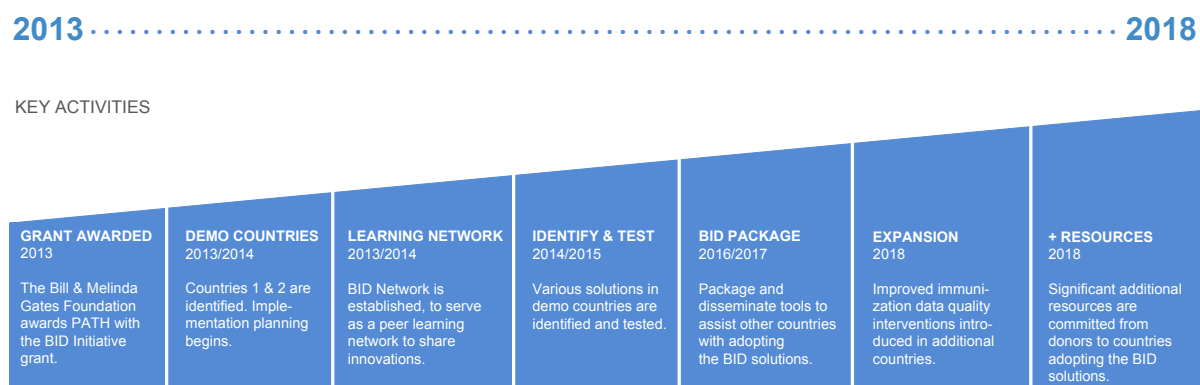 2013 2018
KEY ACTIVITIES
GRANT AWARDED
2013
The Bill & Melinda
Gates Foundation
awards PATH with
the BID Initiative
grant.
DEMO COUNTRIES
2013/2014
Countries 1 & 2 are
identified. Imple-
mentation planning
begins.
LEARNING NETWORK
2013/2014
BID Network is
established, to serve
as a peer learning
network to share
innovations.
IDENTIFY & TEST
2014/2015
Various solutions in
demo countries are
identified and tested.
BID PACKAGE
2016/2017
Package and
disseminate tools to
assist other countries
with adopting
the BID solutions.
EXPANSION
2018
Improved immuni-
zation data quality
interventions intro-
duced in additional
countries.
+ RESOURCES
2018
Significant additional
resources are
committed from
donors to countries
adopting the BID
solutions.